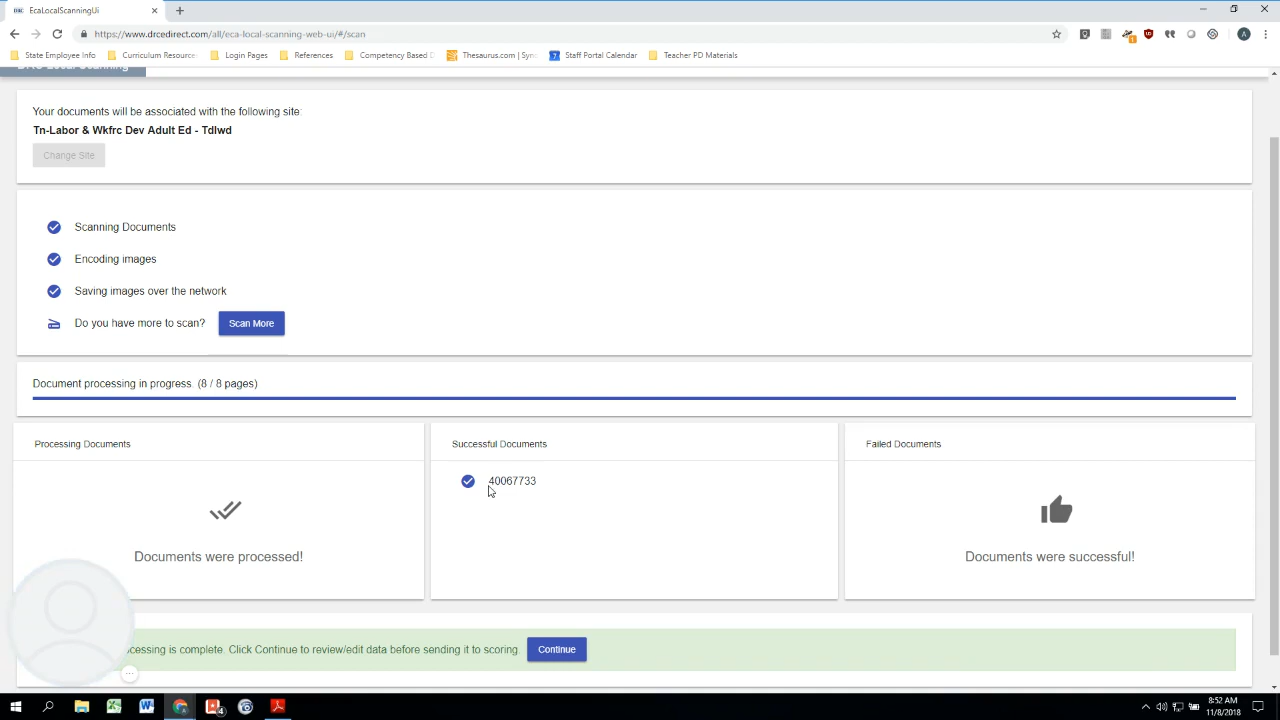 EcaLocalScanningUi
https://www.drcedirect.com/all/eca-local-scanning-web-ui/#/scan
State Employee Info
Curriculum Resource
Login Pages
References
Competency Based D
Thesaurus.com | Syn
7
Staff Portal Calendar
Teacher PD Materials
Your documents will be associated with the following site:
Tn-Labor & Wkfrc Dev Adult Ed - Tdlwd
Change Site
Scanning Documents
Encoding images
Saving images over the network
Do you have more to scan?
Scan More
Document processing in progress. (8 / 8 pages)
Processing Documents
Successful Documents
Failed Documents
40067733
Documents were processed!
Documents were successful!
is complete. Click Continue to review/edit data before sending it to scoring.
Continue
8:52 AM
11/8/2018